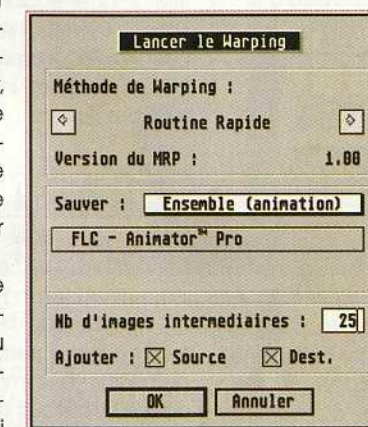 Lancer le Warping
Méthode de Warping :
Routine Rapide
Version du MRP : 1.00
Sauver : Ensemble (animation)
FLC - Animator™ Pro
Nb d'images intermediaires : 25
Ajouter : Source Dest.
OK Annuler